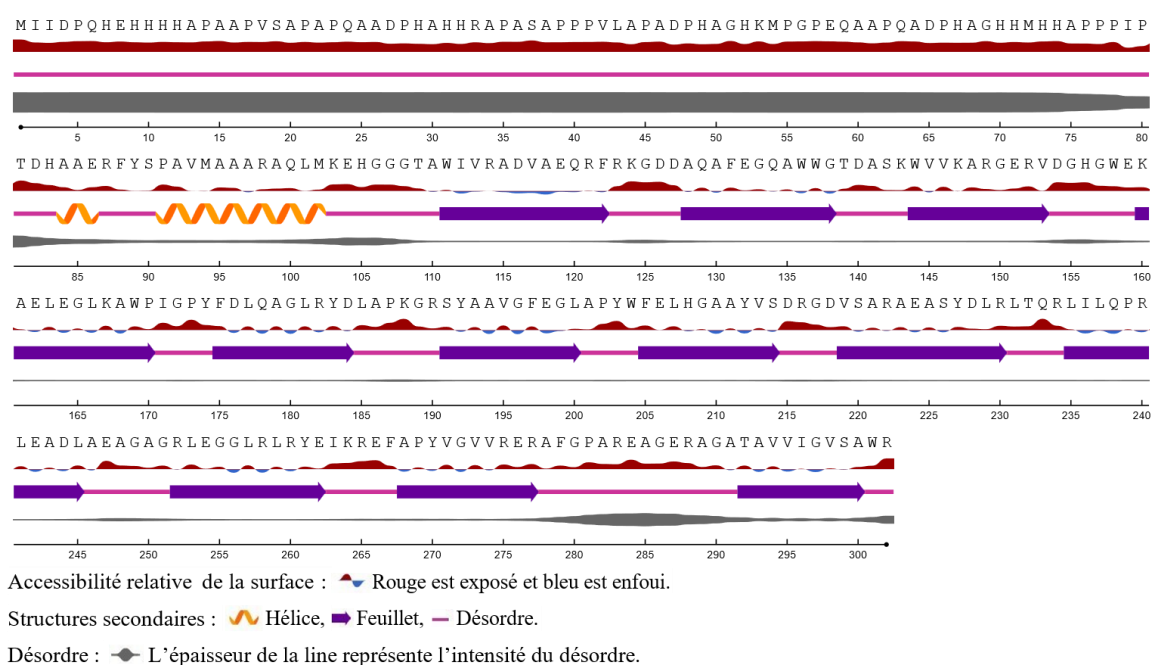 M I I D P Q H E H H H H A P A A P V S A P A P Q A A D P H A H H R A P A S A P P P V L A P A D P H A G H K M P G P E Q A A P Q A D P H A G H H M H H A P P P I P
5 10 15 20 25 30 35 40 45 50 55 60 65 70 75 80
T D H A A E R F Y S P A V M A A A R A Q L M K E H G G G T A W I V R A D V A E Q R F R K G D D A Q A F E G Q A W W G T D A S K W V V K A R G E R V D G H G W E K
85 90 95 100 105 110 115 120 125 130 135 140 145 150 155 160
A E L E G L K A W P I G P Y F D L Q A G L R Y D L A P K G R S Y A A V G F E G L A P Y W F E L H G A A Y V S D R G D V S A R A E A S Y D L R L T Q R L I L Q P R
165 170 175 180 185 190 195 200 205 210 215 220 225 230 235 240
L E A D L A E A G A G R L E G G L R L R Y E I K R E F A P Y V G V V R E R A F G P A R E A G E R A G A T A V V I G V S A W R
245 250 255 260 265 270 275 280 285 290 295 300
Accessibilité relative de la surface : Rouge est exposé et bleu est enfoui.
Structures secondaires : Hélice, Feuillet, Désordre.
Désordre : L'épaisseur de la line représente l'intensité du désordre.